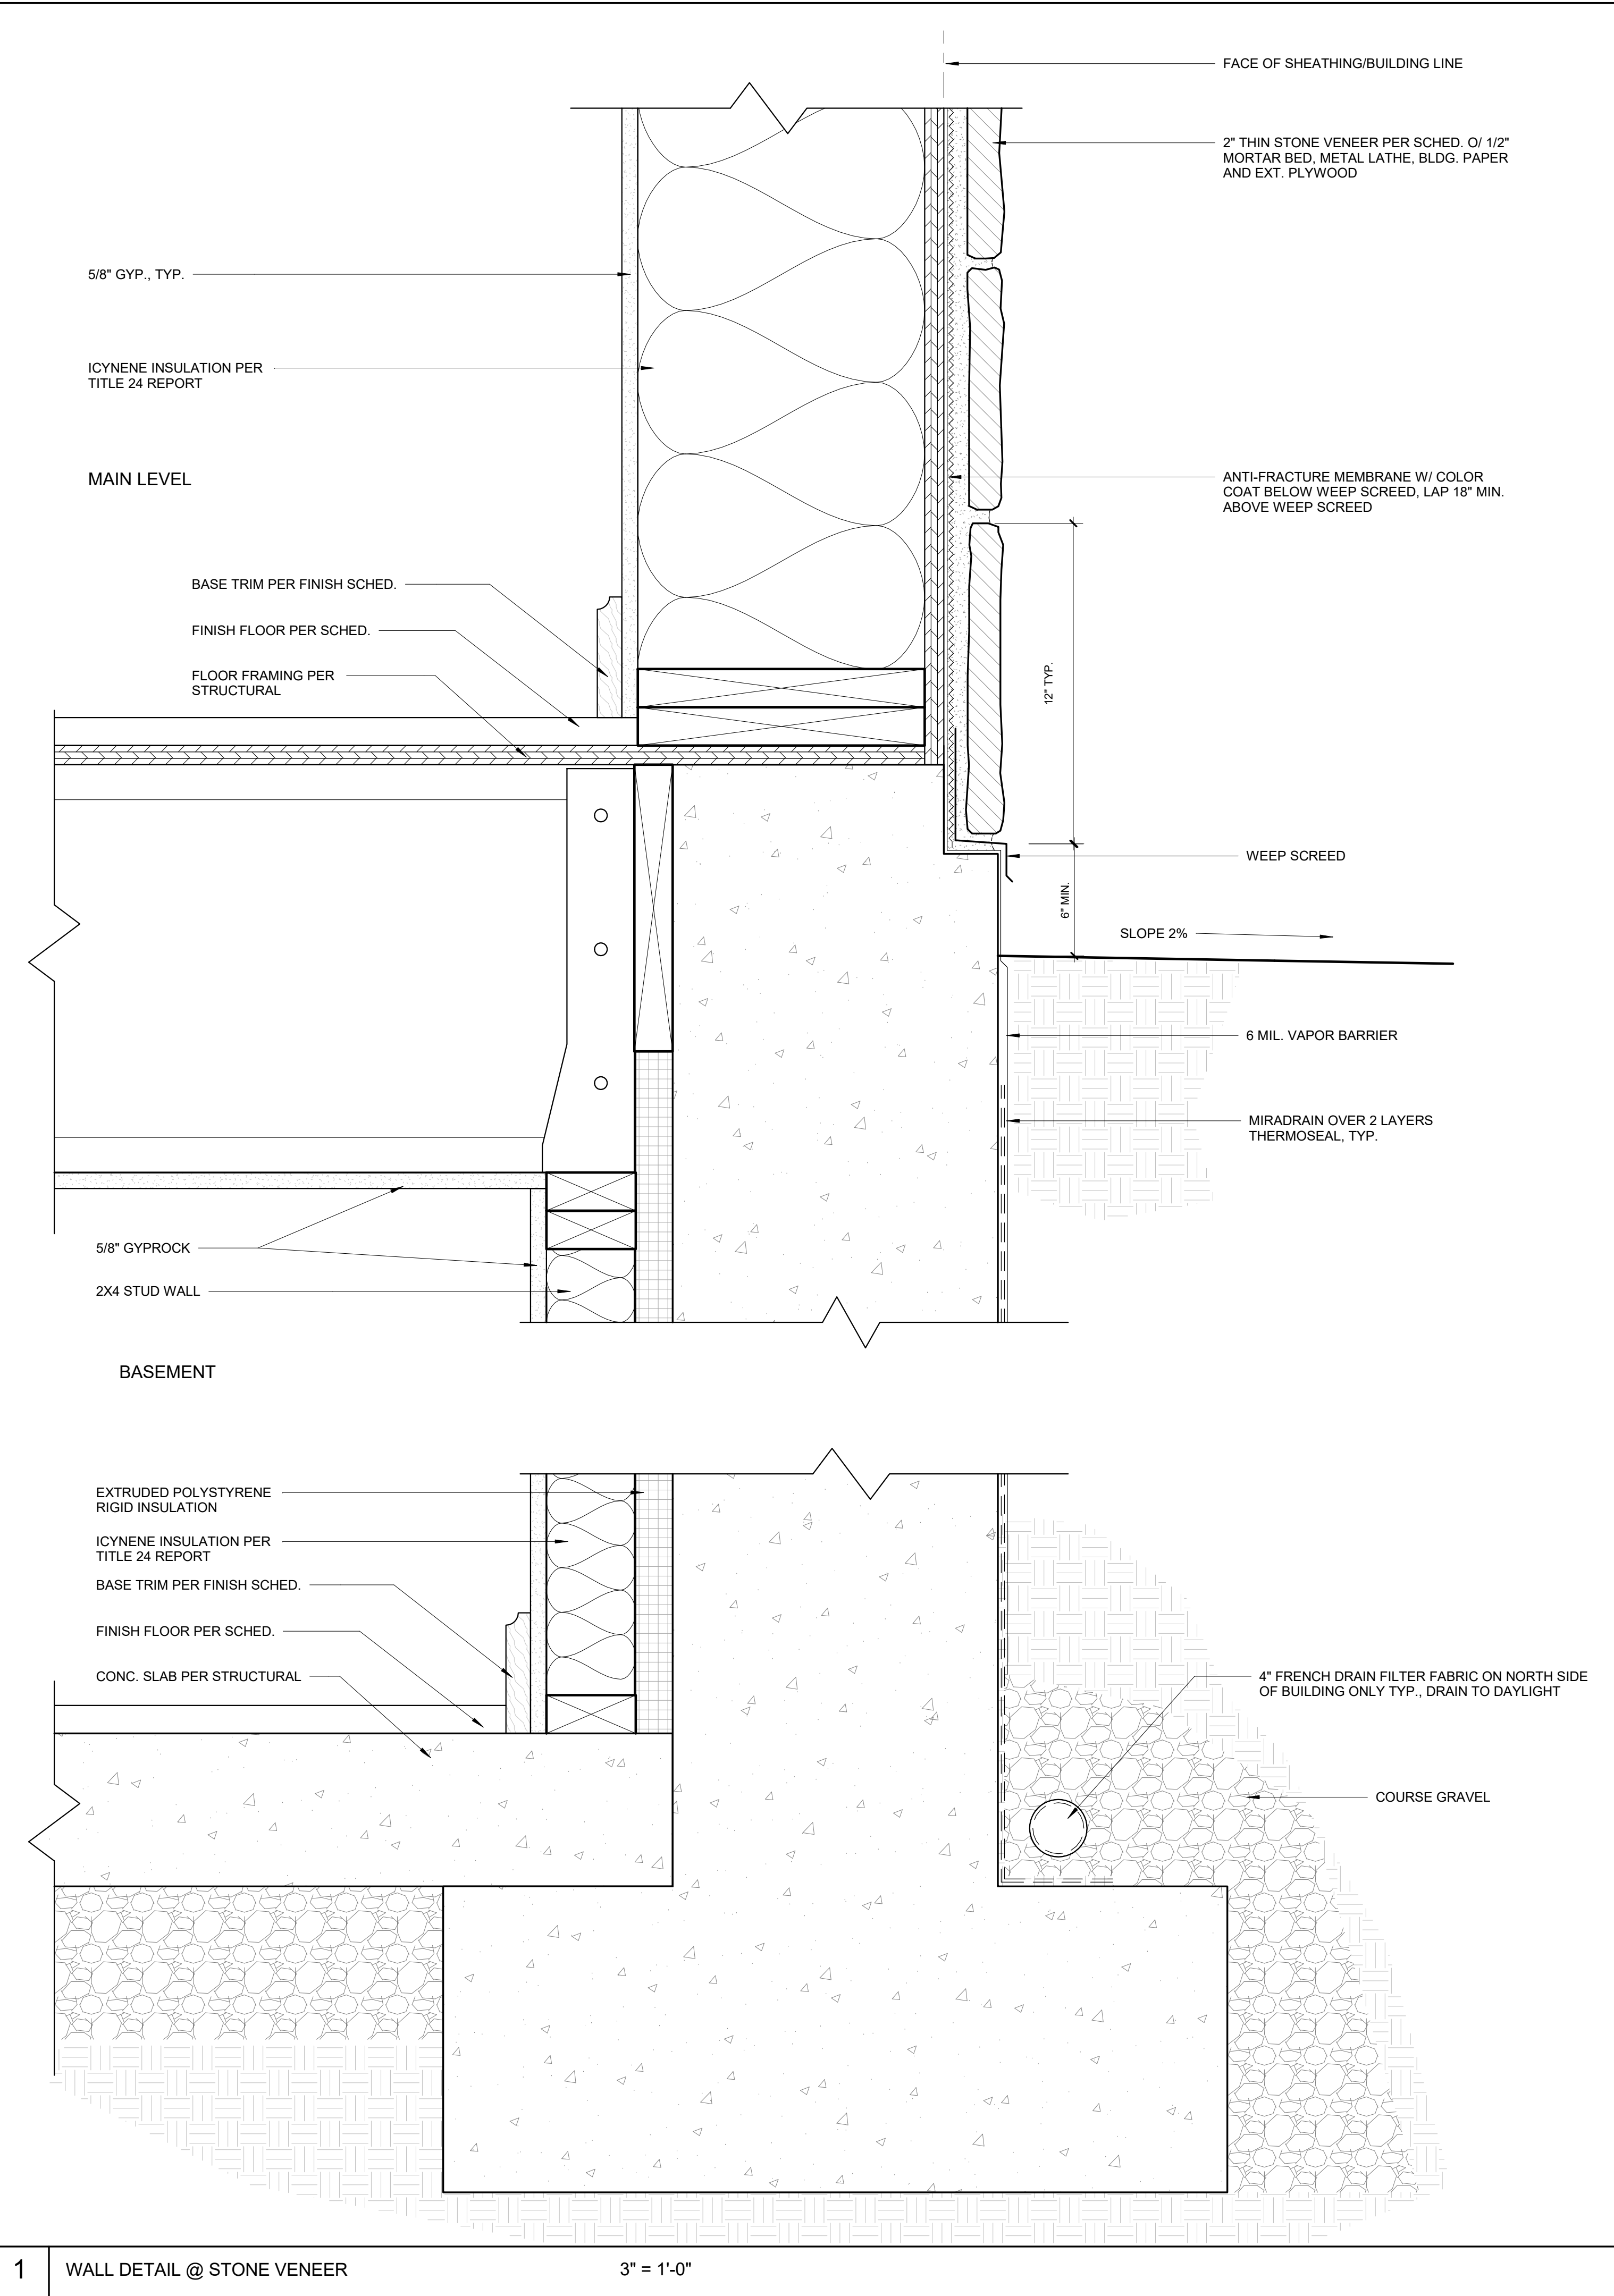 FACE OF SHEATHING/BUILDING LINE
2" THIN STONE VENEER PER SCHED. O/ 1/2"
MORTAR BED, METAL LATHE, BLDG. PAPER
AND EXT. PLYWOOD
5/8" GYP., TYP.
ICYNENE INSULATION PER
TITLE 24 REPORT
MAIN LEVEL
ANTI-FRACTURE MEMBRANE W/ COLOR
COAT BELOW WEEP SCREED, LAP 18" MIN.
ABOVE WEEP SCREED
BASE TRIM PER FINISH SCHED.
FINISH FLOOR PER SCHED.
FLOOR FRAMING PER
STRUCTURAL
12" TYP.
WEEP SCREED
6" MIN.
SLOPE 2%
6 MIL. VAPOR BARRIER
MIRADRAIN OVER 2 LAYERS
THERMOSEAL, TYP.
5/8" GYPROCK
2X4 STUD WALL
BASEMENT
EXTRUDED POLYSTYRENE
RIGID INSULATION
ICYNENE INSULATION PER
TITLE 24 REPORT
BASE TRIM PER FINISH SCHED.
FINISH FLOOR PER SCHED.
CONC. SLAB PER STRUCTURAL
4" FRENCH DRAIN FILTER FABRIC ON NORTH SIDE
OF BUILDING ONLY TYP., DRAIN TO DAYLIGHT
COURSE GRAVEL
1 WALL DETAIL @ STONE VENEER 3" = 1'-0"